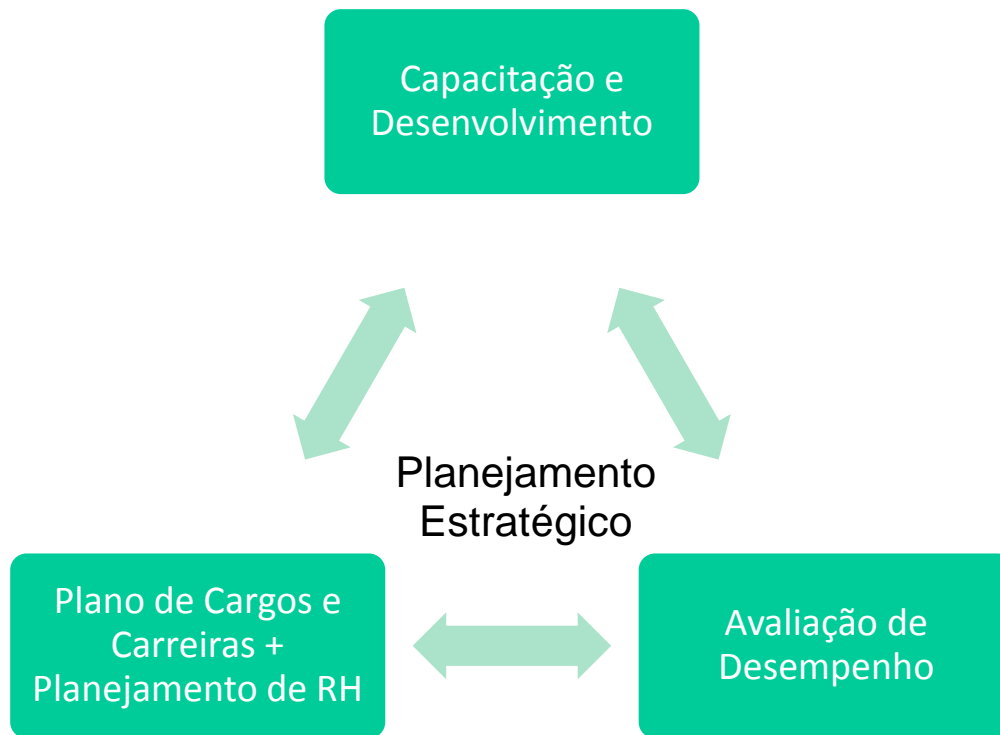 Capacitação e
Desenvolvimento
Planejamento
Estratégico
Plano de Cargos e
Carreiras +
Planejamento de RH
Avaliação de
Desempenho